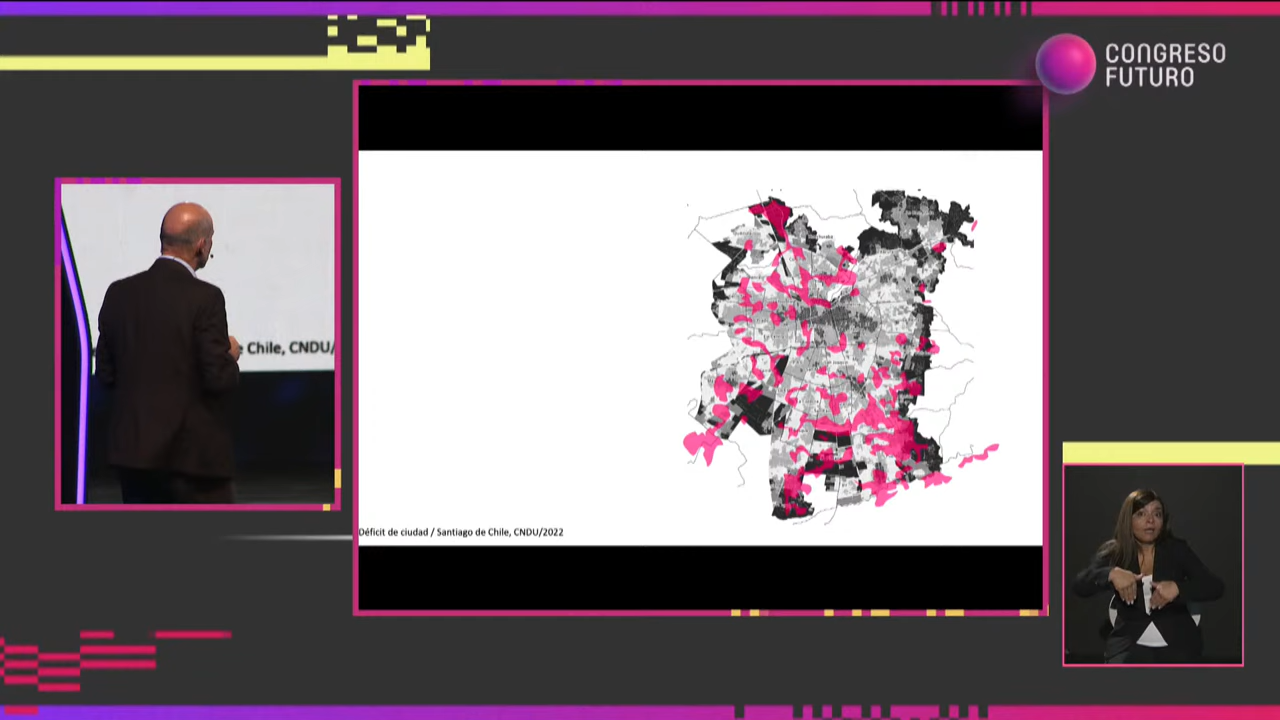 CONGRESO
FUTURO
e Chile, CNDU/
Déficit de ciudad / Santiago de Chile, CNDU/2022